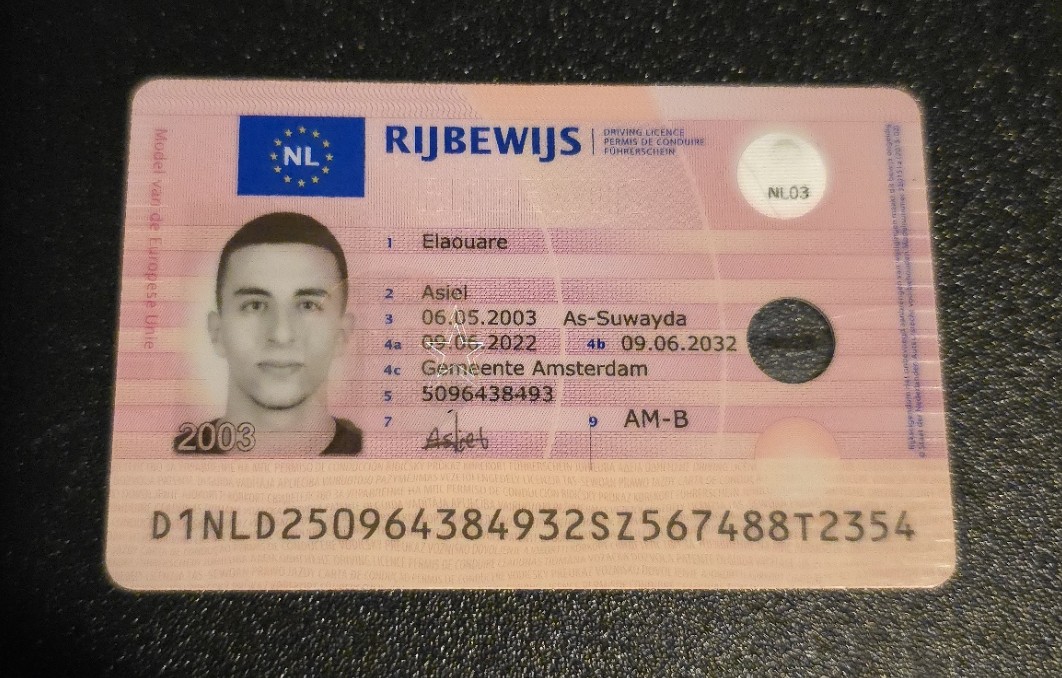 NL
RIJBEWIJS
DRIVING LICENCE
PERMIS DE CONDUIRE
FÜHRERSCHEIN
NL03
Model van de Europese Unie
1 Elaouare
2 Asiel
3 06.05.2003 As-Suwayda
4a 09.06.2022 4b 09.06.2032
4c Gemeente Amsterdam
5 5096438493
7 Asiel 9 AM-B
2003
D1NLD250964384932SZ567488T2354